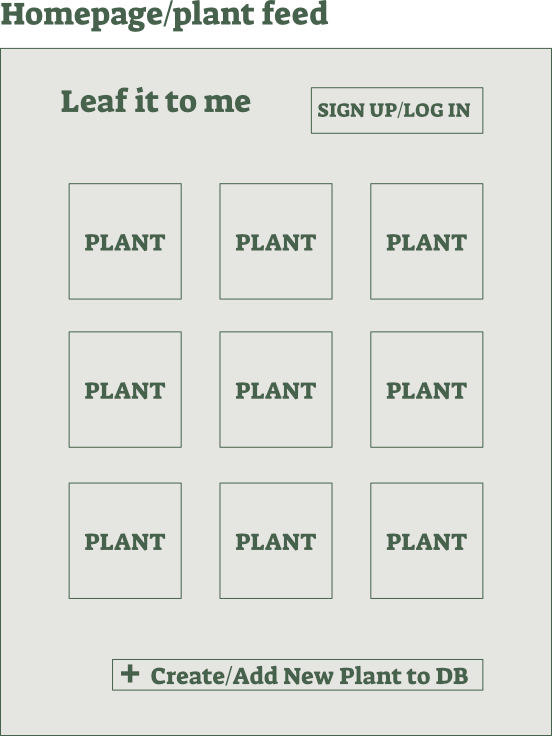 Homepage/plant feed
Leaf it to me
SIGN UP/LOG IN
PLANT PLANT PLANT
PLANT PLANT PLANT
PLANT PLANT PLANT
+ Create/Add New Plant to DB